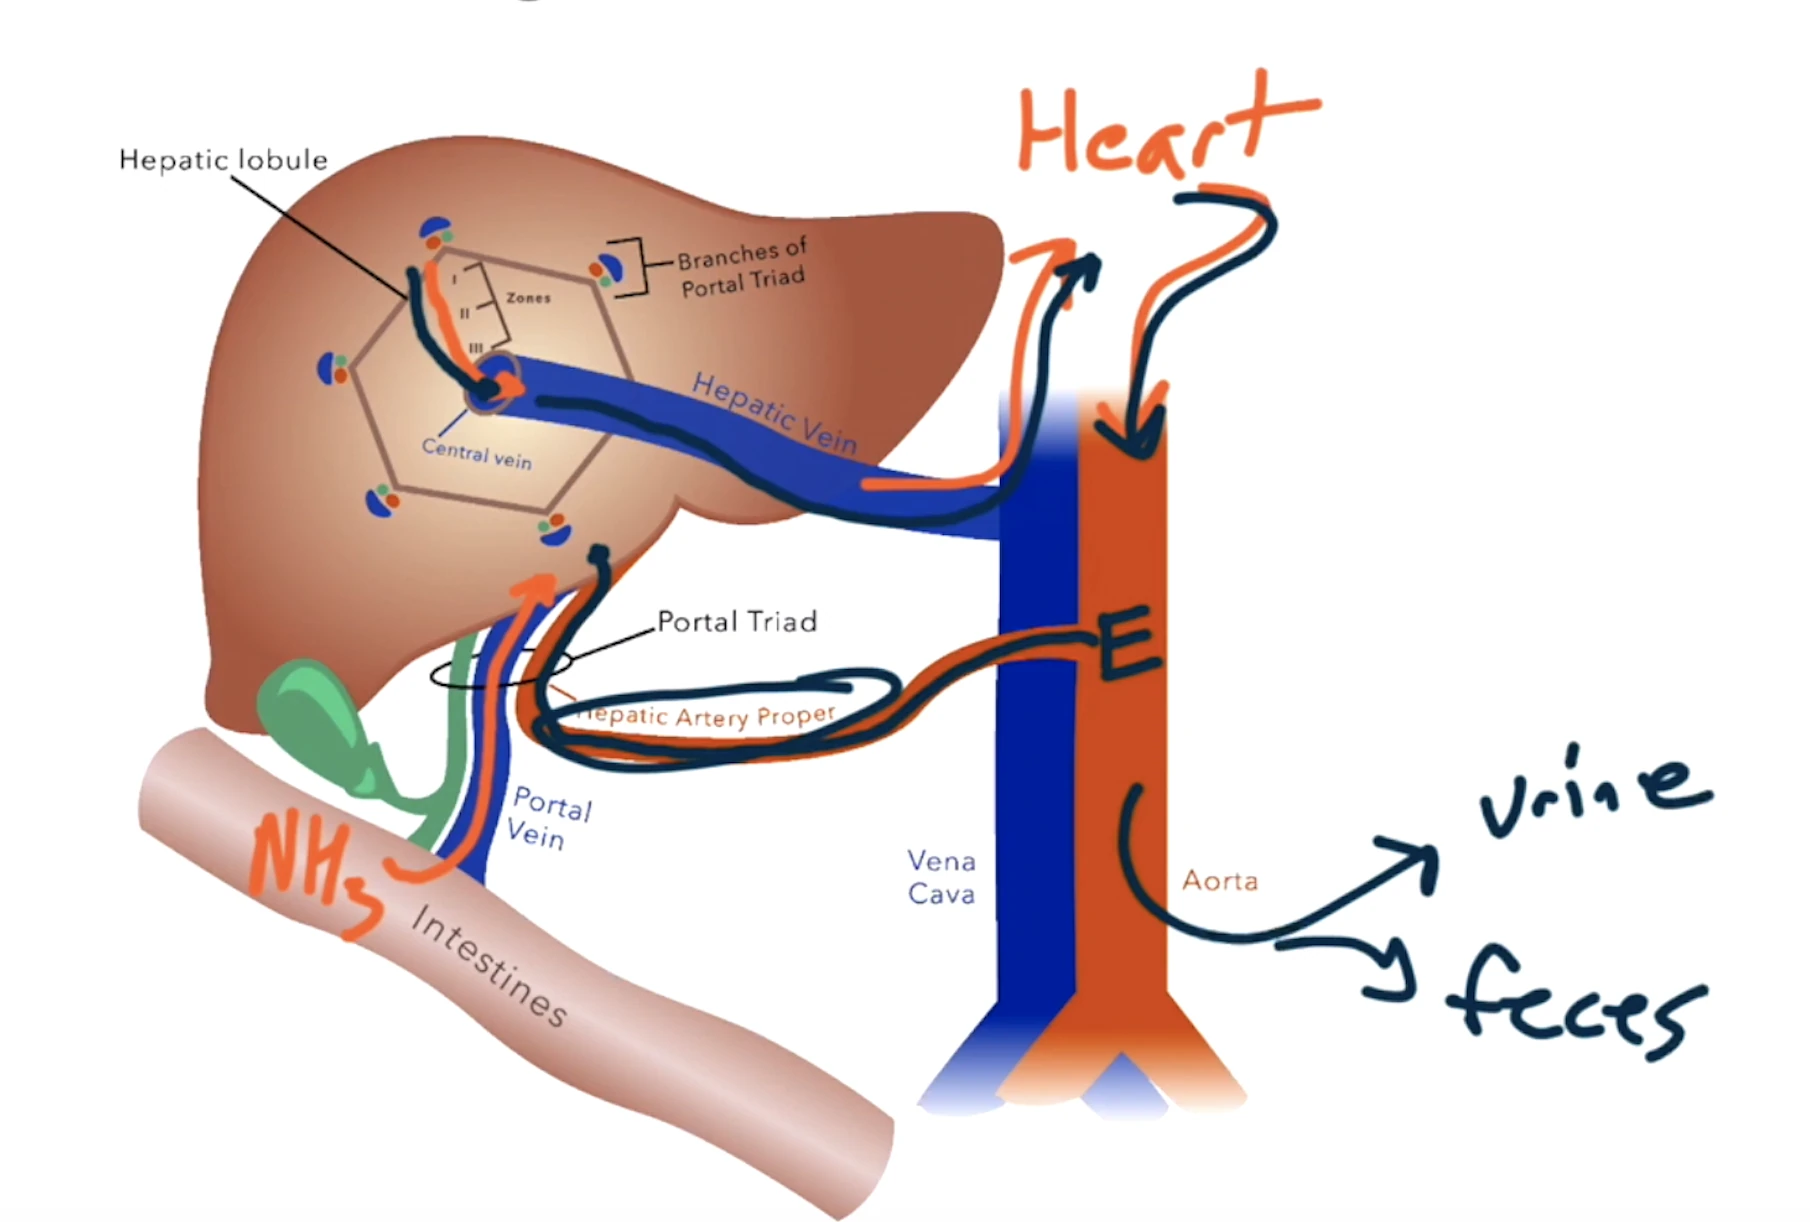 Heart
Hepatic lobule
Branches of
Portal Triad
I
Zones
II
III
Hepatic Vein
Central vein
Portal Triad
E
Hepatic Artery Proper
urine
Portal
Vein
NH3
Vena
Cava
Aorta
Intestines
feces